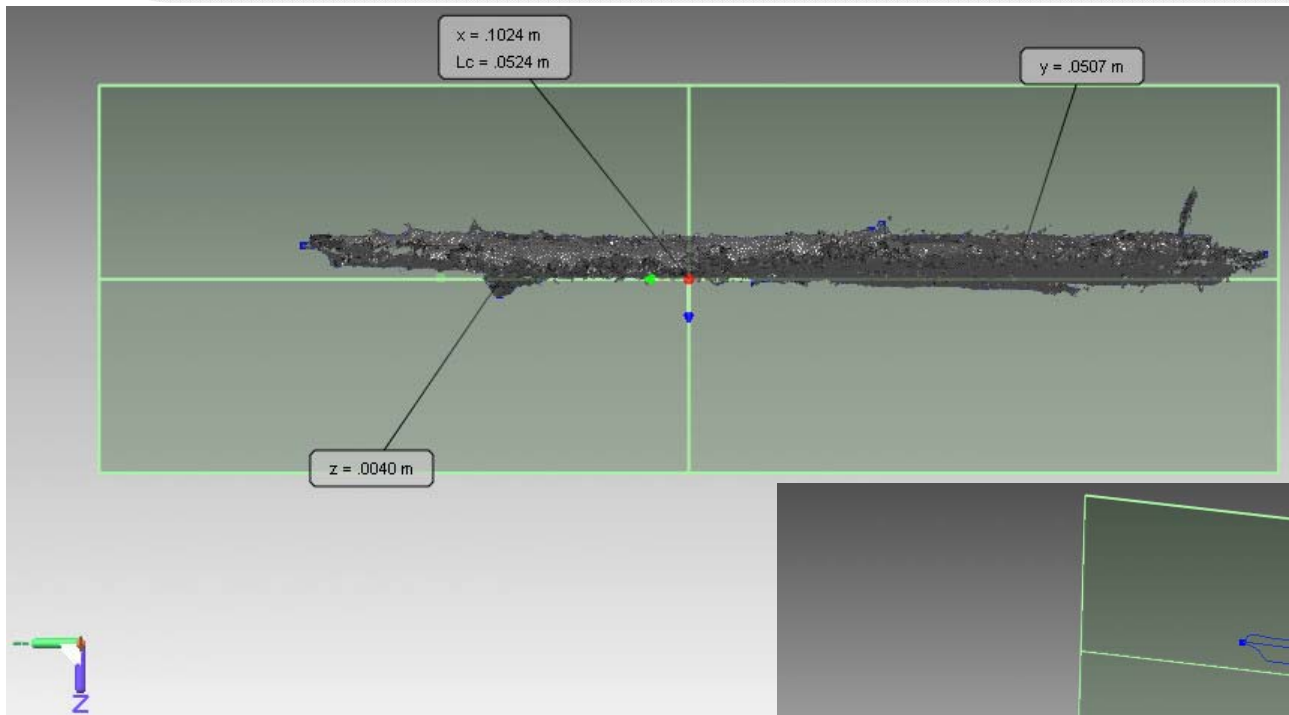 x = .1024 m
Lc = .0524 m
y = .0507 m
z = .0040 m
Z